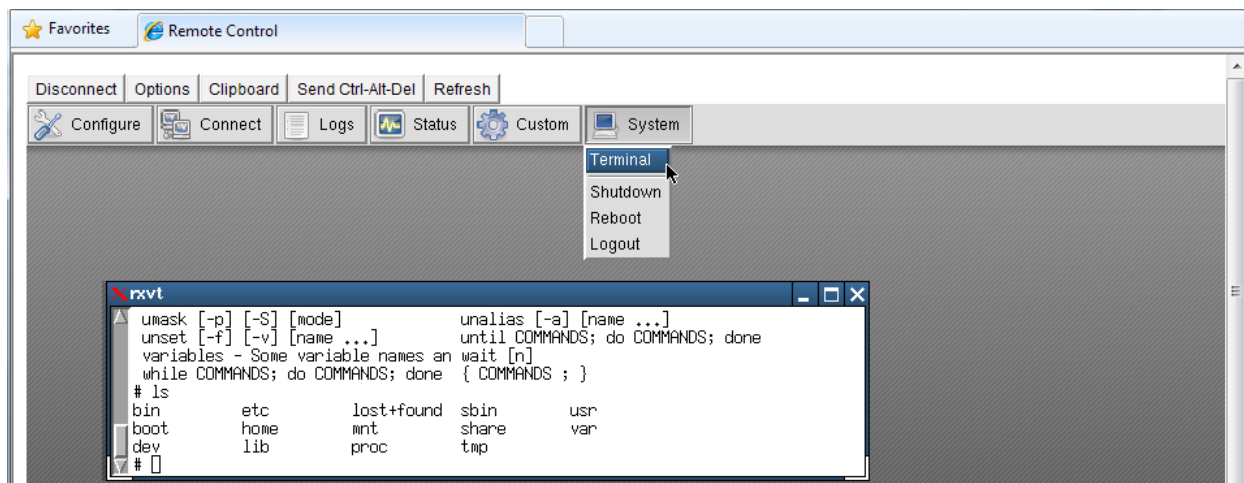 Favorites Remote Control
Disconnect Options Clipboard Send Ctrl-Alt-Del Refresh
Configure Connect Logs Status Custom System
Terminal
Shutdown
Reboot
Logout
rxvt
umask [-p] [-S] [mode] unalias [-a] [name ...]
unset [-f] [-v] [name ...] until COMMANDS; do COMMANDS; done
variables - Some variable names an wait [n]
while COMMANDS; do COMMANDS; done { COMMANDS ; }
# ls
bin etc lost+found sbin usr
boot home mnt share var
dev lib proc tmp
#